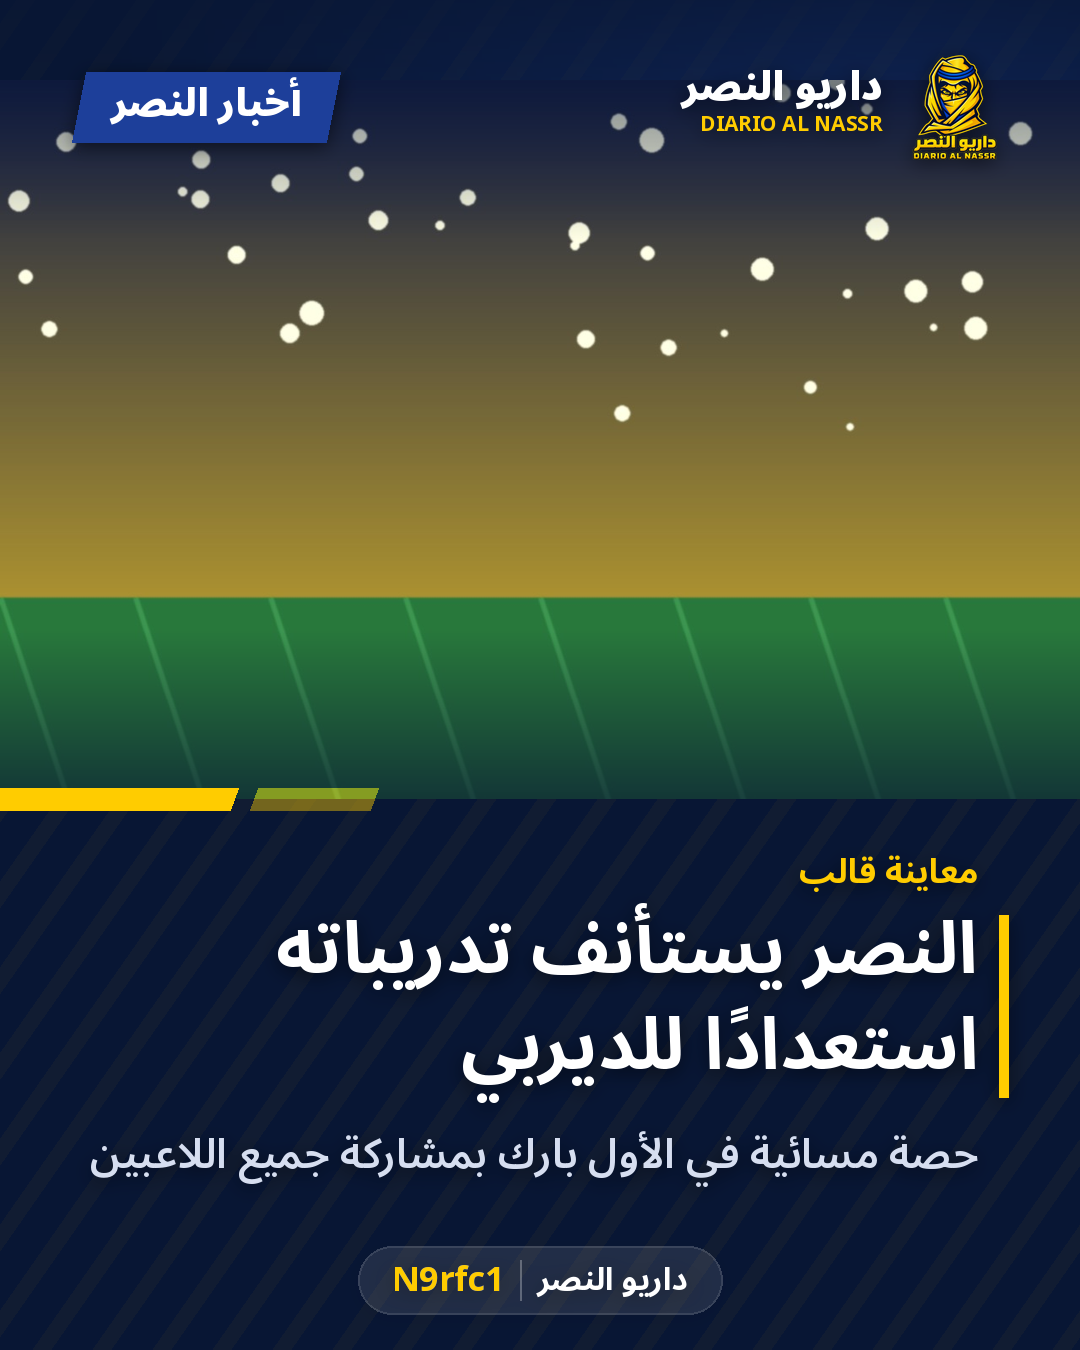 داريو النصر
DIARIO AL NASSR
داريو النصر
DIARIO AL NASSR
أخبار النصر
معاينة قالب
النصر يستأنف تدريباته
استعدادًا للديربي
حصة مسائية في الأول بارك بمشاركة جميع اللاعبين
داريو النصر
N9rfc1